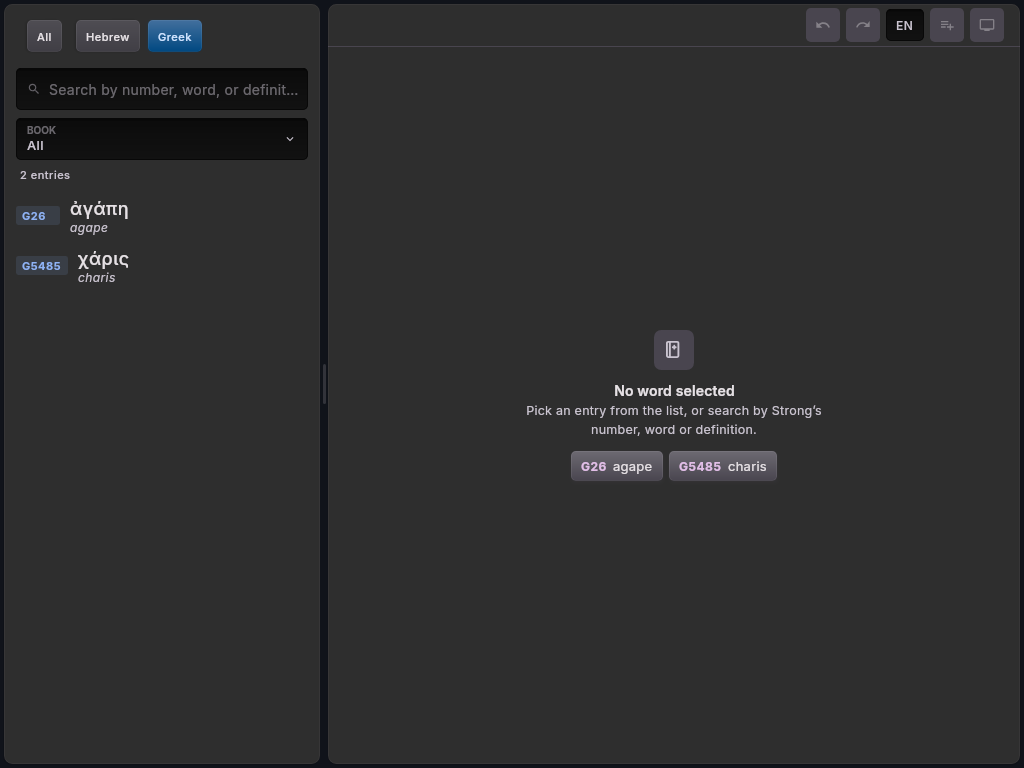 All
Hebrew
Greek
EN
Search by number, word, or definit...
BOOK
All
2 entries
G26
ἀγάπη
agape
G5485
χάρις
charis
No word selected
Pick an entry from the list, or search by Strong’s
number, word or definition.
G26 agape
G5485 charis